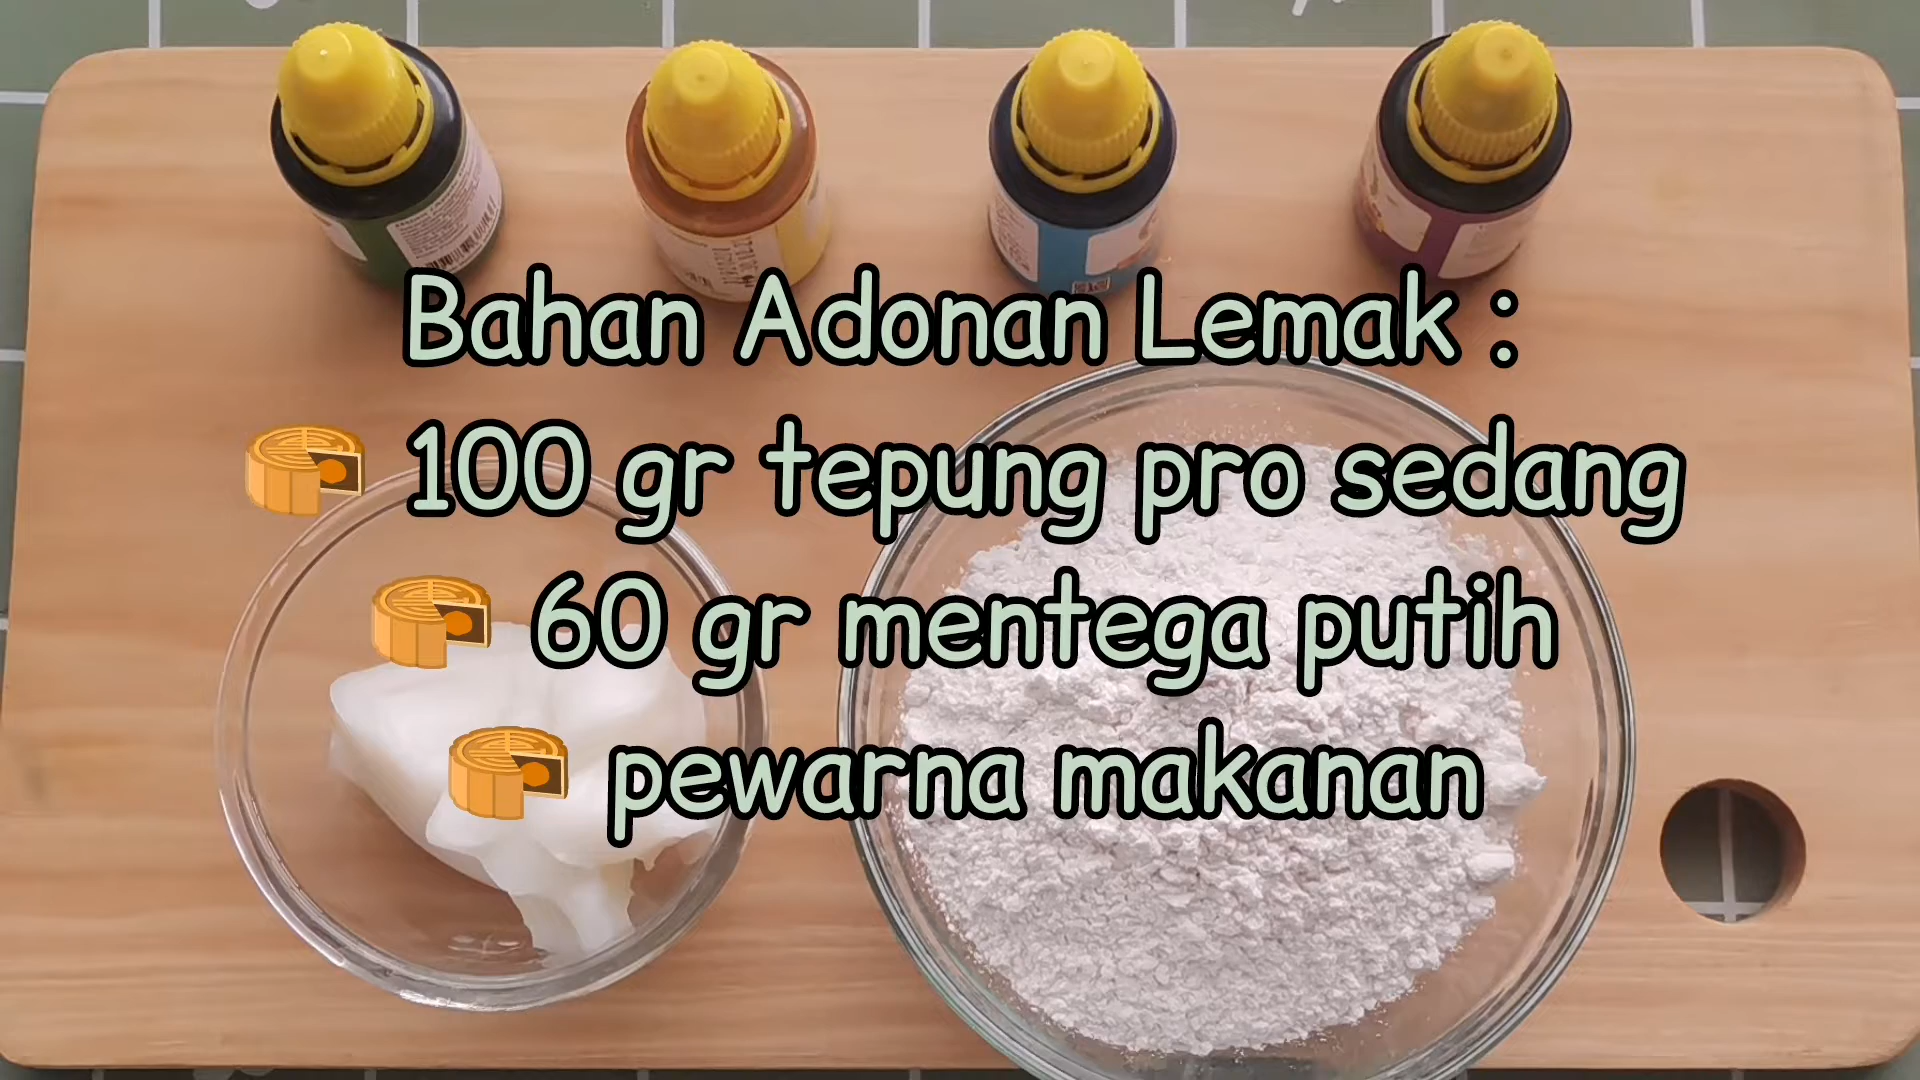 Bahan Adonan Lemak :
🥮 100 gr tepung pro sedang
🥮 60 gr mentega putih
🥮 pewarna makanan